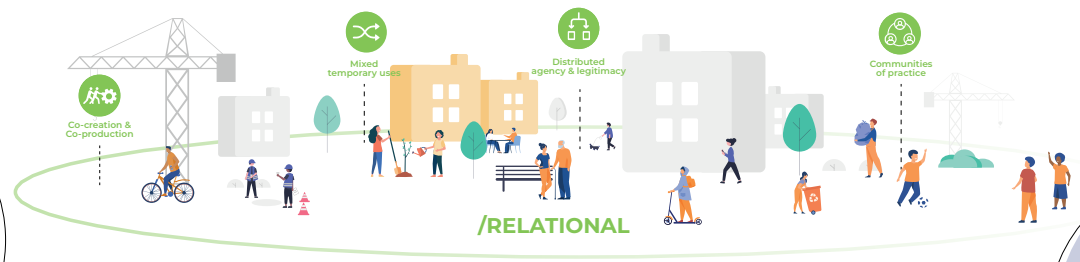 Co-creation &
Co-production
Mixed
temporary uses
Distributed
agency & legitimacy
Communities
of practice
/RELATIONAL